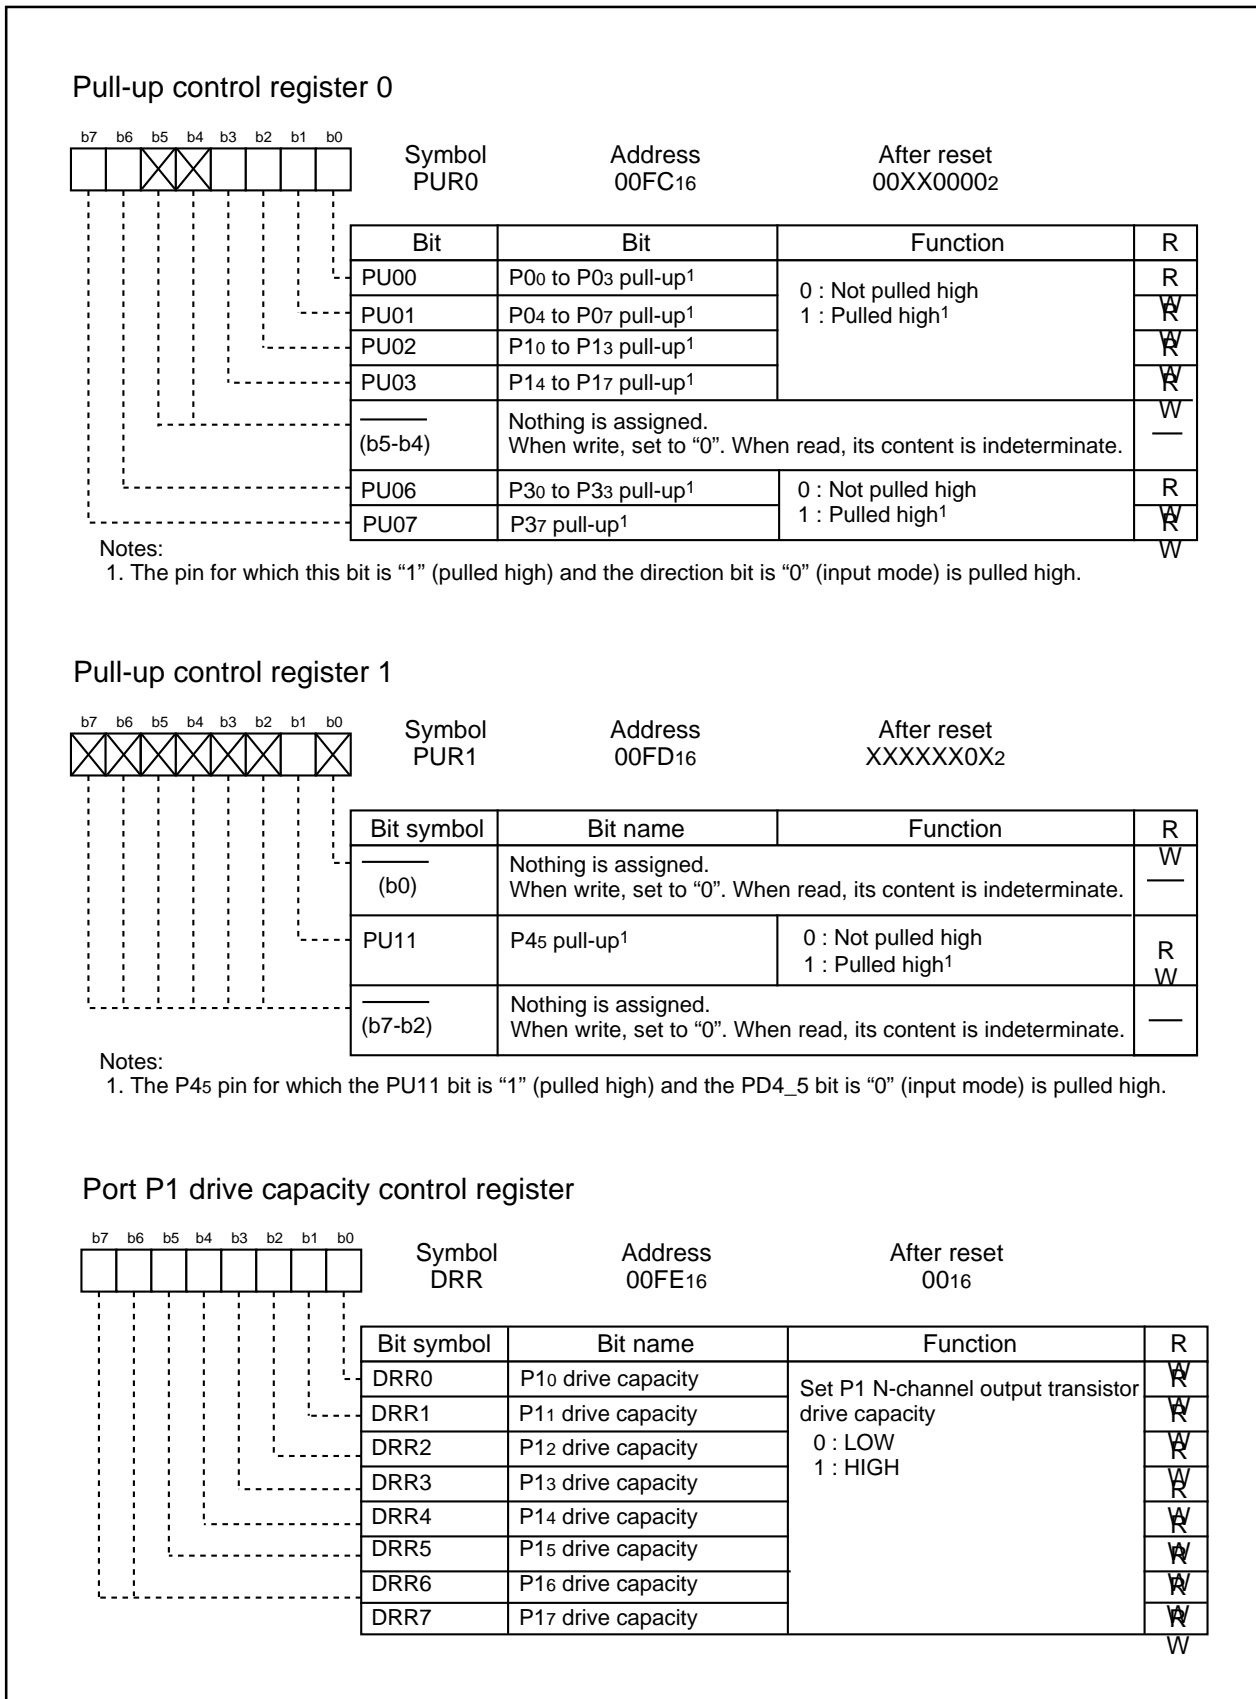 Pull-up control register 0
b7 b6 b5 b4 b3 b2 b1 b0
Symbol Address After reset
PUR0 00FC16 00XX00002
Bit Bit Function R
W
PU00 P00 to P03 pull-up1 0 : Not pulled high R
W
PU01 P04 to P07 pull-up1 1 : Pulled high1 R
W
PU02 P10 to P13 pull-up1 R
W
PU03 P14 to P17 pull-up1 R
W
(b5-b4) Nothing is assigned.
When write, set to “0”. When read, its content is indeterminate. —
PU06 P30 to P33 pull-up1 0 : Not pulled high R
W
PU07 P37 pull-up1 1 : Pulled high1 R
W
Notes:
1. The pin for which this bit is “1” (pulled high) and the direction bit is “0” (input mode) is pulled high.
Pull-up control register 1
b7 b6 b5 b4 b3 b2 b1 b0
Symbol Address After reset
PUR1 00FD16 XXXXXX0X2
Bit symbol Bit name Function R
W
(b0) Nothing is assigned.
When write, set to “0”. When read, its content is indeterminate. —
PU11 P45 pull-up1 0 : Not pulled high
1 : Pulled high1 R
W
(b7-b2) Nothing is assigned.
When write, set to “0”. When read, its content is indeterminate. —
Notes:
1. The P45 pin for which the PU11 bit is “1” (pulled high) and the PD4_5 bit is “0” (input mode) is pulled high.
Port P1 drive capacity control register
b7 b6 b5 b4 b3 b2 b1 b0
Symbol Address After reset
DRR 00FE16 0016
Bit symbol Bit name Function R
W
DRR0 P10 drive capacity Set P1 N-channel output transistor R
W
DRR1 P11 drive capacity drive capacity R
W
DRR2 P12 drive capacity 0 : LOW R
W
DRR3 P13 drive capacity 1 : HIGH R
W
DRR4 P14 drive capacity R
W
DRR5 P15 drive capacity R
W
DRR6 P16 drive capacity R
W
DRR7 P17 drive capacity R
W